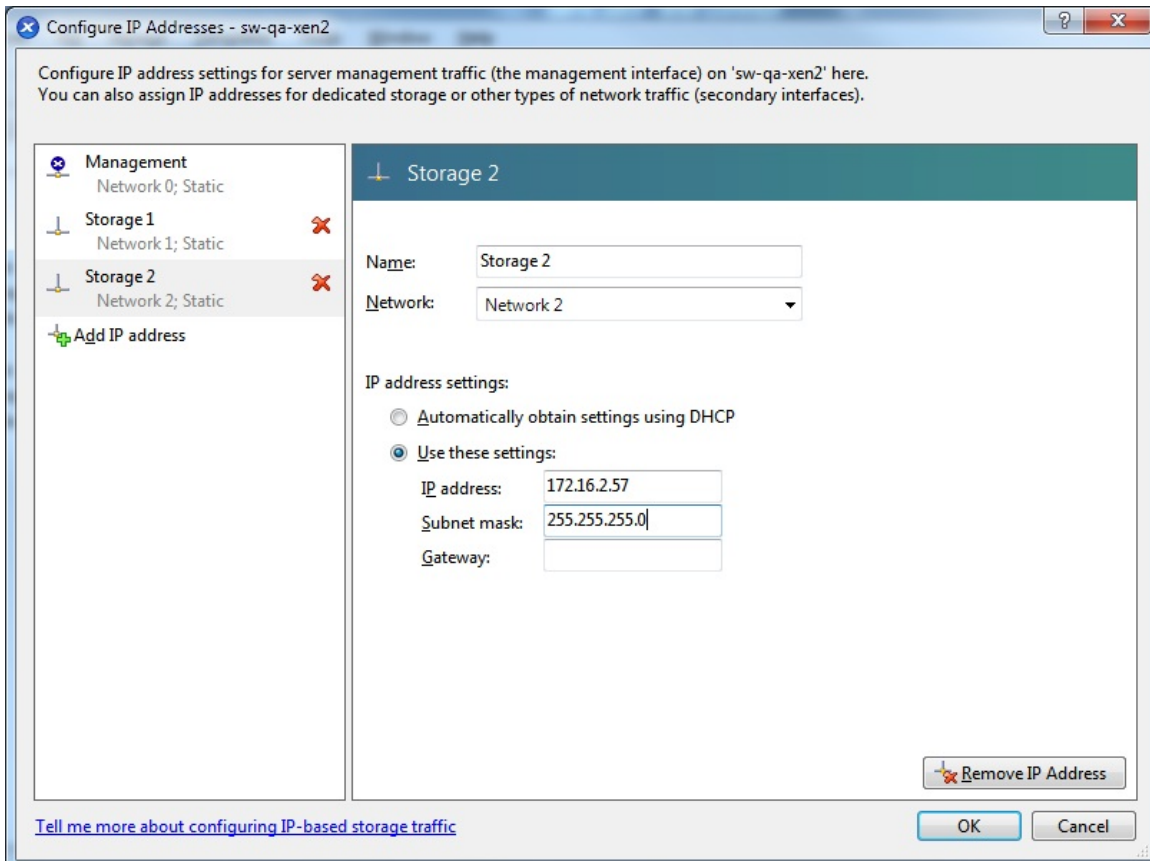 Configure IP Addresses - sw-qa-xen2
Configure IP address settings for server management traffic (the management interface) on 'sw-qa-xen2' here.
You can also assign IP addresses for dedicated storage or other types of network traffic (secondary interfaces).
Management
Network 0; Static
Storage 1
Network 1; Static
Storage 2
Network 2; Static
Add IP address
Storage 2
Name: Storage 2
Network: Network 2
IP address settings:
Automatically obtain settings using DHCP
Use these settings:
IP address: 172.16.2.57
Subnet mask: 255.255.255.0
Gateway:
Remove IP Address
Tell me more about configuring IP-based storage traffic
OK Cancel